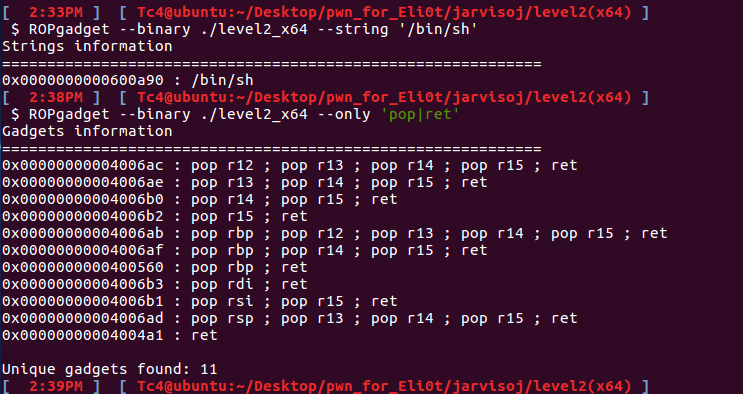 [  2:33PM ]  [ Tc4@ubuntu:~/Desktop/pwn_for_Eli0t/jarvisoj/level2(x64) ]
 $ ROPgadget --binary ./level2_x64 --string '/bin/sh'
Strings information
============================================================
0x0000000000600a90 : /bin/sh
[  2:38PM ]  [ Tc4@ubuntu:~/Desktop/pwn_for_Eli0t/jarvisoj/level2(x64) ]
 $ ROPgadget --binary ./level2_x64 --only 'pop|ret'
Gadgets information
============================================================
0x00000000004006ac : pop r12 ; pop r13 ; pop r14 ; pop r15 ; ret
0x00000000004006ae : pop r13 ; pop r14 ; pop r15 ; ret
0x00000000004006b0 : pop r14 ; pop r15 ; ret
0x00000000004006b2 : pop r15 ; ret
0x00000000004006ab : pop rbp ; pop r12 ; pop r13 ; pop r14 ; pop r15 ; ret
0x00000000004006af : pop rbp ; pop r14 ; pop r15 ; ret
0x0000000000400560 : pop rbp ; ret
0x00000000004006b3 : pop rdi ; ret
0x00000000004006b1 : pop rsi ; pop r15 ; ret
0x00000000004006ad : pop rsp ; pop r13 ; pop r14 ; pop r15 ; ret
0x00000000004004a1 : ret
Unique gadgets found: 11
[  2:39PM ]  [ Tc4@ubuntu:~/Desktop/pwn_for_Eli0t/jarvisoj/level2(x64) ]